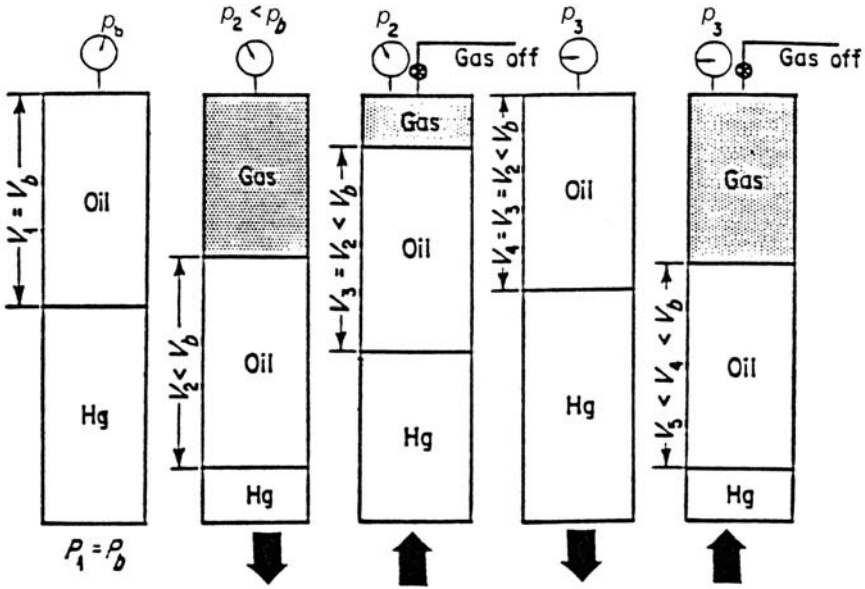 p_b
p_2 < p_b
p_2
Gas off
p_3
p_3
Gas off
V_1 = V_b
Oil
Hg
P_1 = P_b
V_2 < V_b
Gas
Oil
Hg
V_3 = V_2 < V_b
Gas
Oil
Hg
V_4 = V_3 = V_2 < V_b
Oil
Hg
V_5 < V_4 < V_b
Gas
Oil
Hg